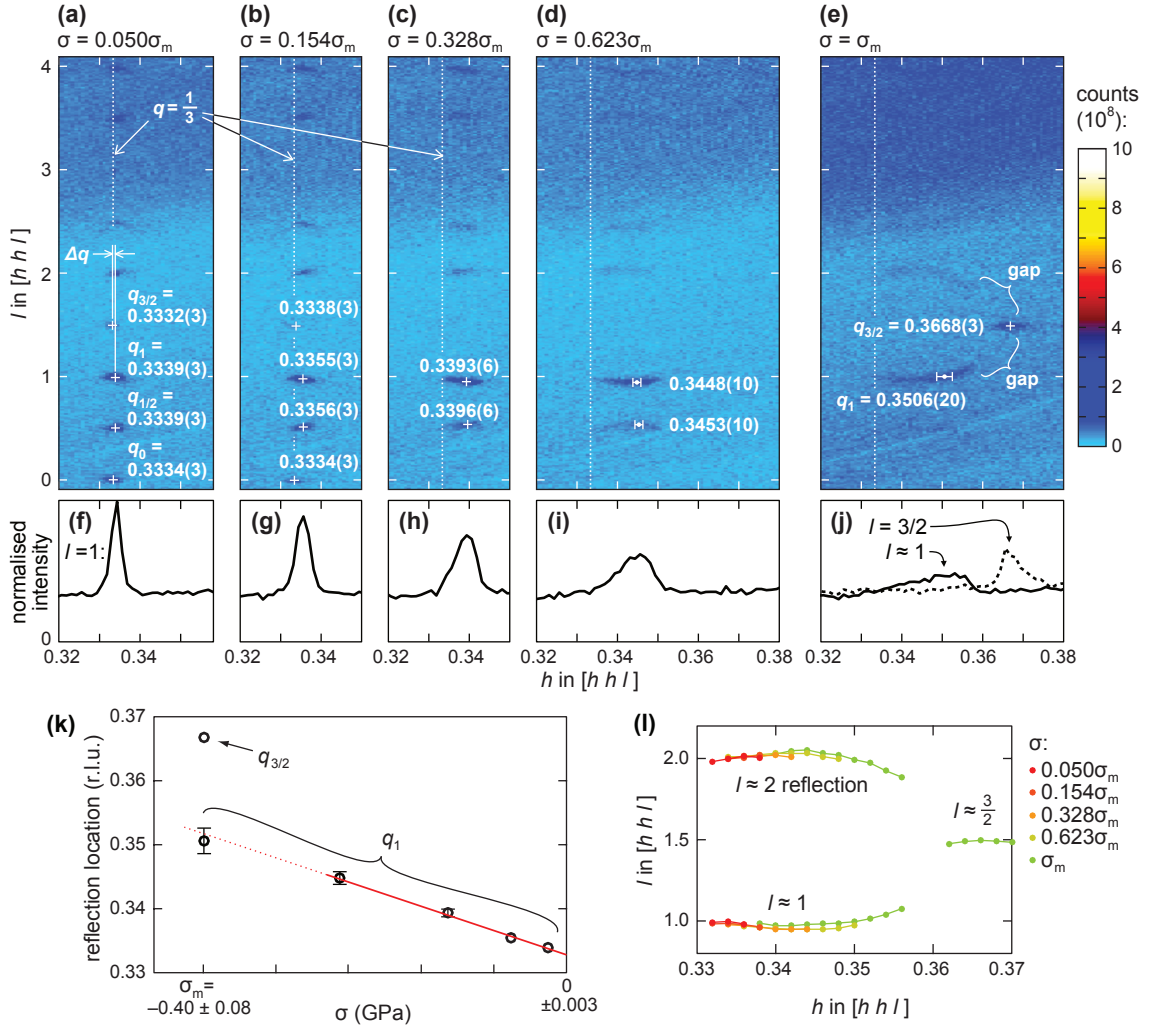 (a)
σ = 0.050σm
(b)
σ = 0.154σm
(c)
σ = 0.328σm
(d)
σ = 0.623σm
(e)
σ = σm
l in [h h l]
4
3
2
1
0
q = 1/3
Δq
q3/2 =
0.3332(3)
q1 =
0.3339(3)
q1/2 =
0.3339(3)
q0 =
0.3334(3)
0.3338(3)
0.3355(3)
0.3356(3)
0.3334(3)
0.3393(6)
0.3396(6)
0.3448(10)
0.3453(10)
gap
q3/2 = 0.3668(3)
gap
q1 = 0.3506(20)
counts
(10⁸):
10
8
6
4
2
0
normalised
intensity
0
(f)
l =1:
(g)
(h)
(i)
(j)
l = 3/2
l ≈ 1
0.32 0.34 0.32 0.34 0.32 0.34 0.32 0.34 0.36 0.38 0.32 0.34 0.36 0.38
h in [h h l]
(k)
reflection location (r.l.u.)
0.37
0.36
0.35
0.34
0.33
q3/2
q1
σm=
−0.40 ± 0.08
σ (GPa)
0
±0.003
(l)
l in [h h l]
2.0
1.5
1.0
l ≈ 2 reflection
l ≈ 3/2
l ≈ 1
0.33 0.34 0.35 0.36 0.37
h in [h h l]
σ:
0.050σm
0.154σm
0.328σm
0.623σm
σm